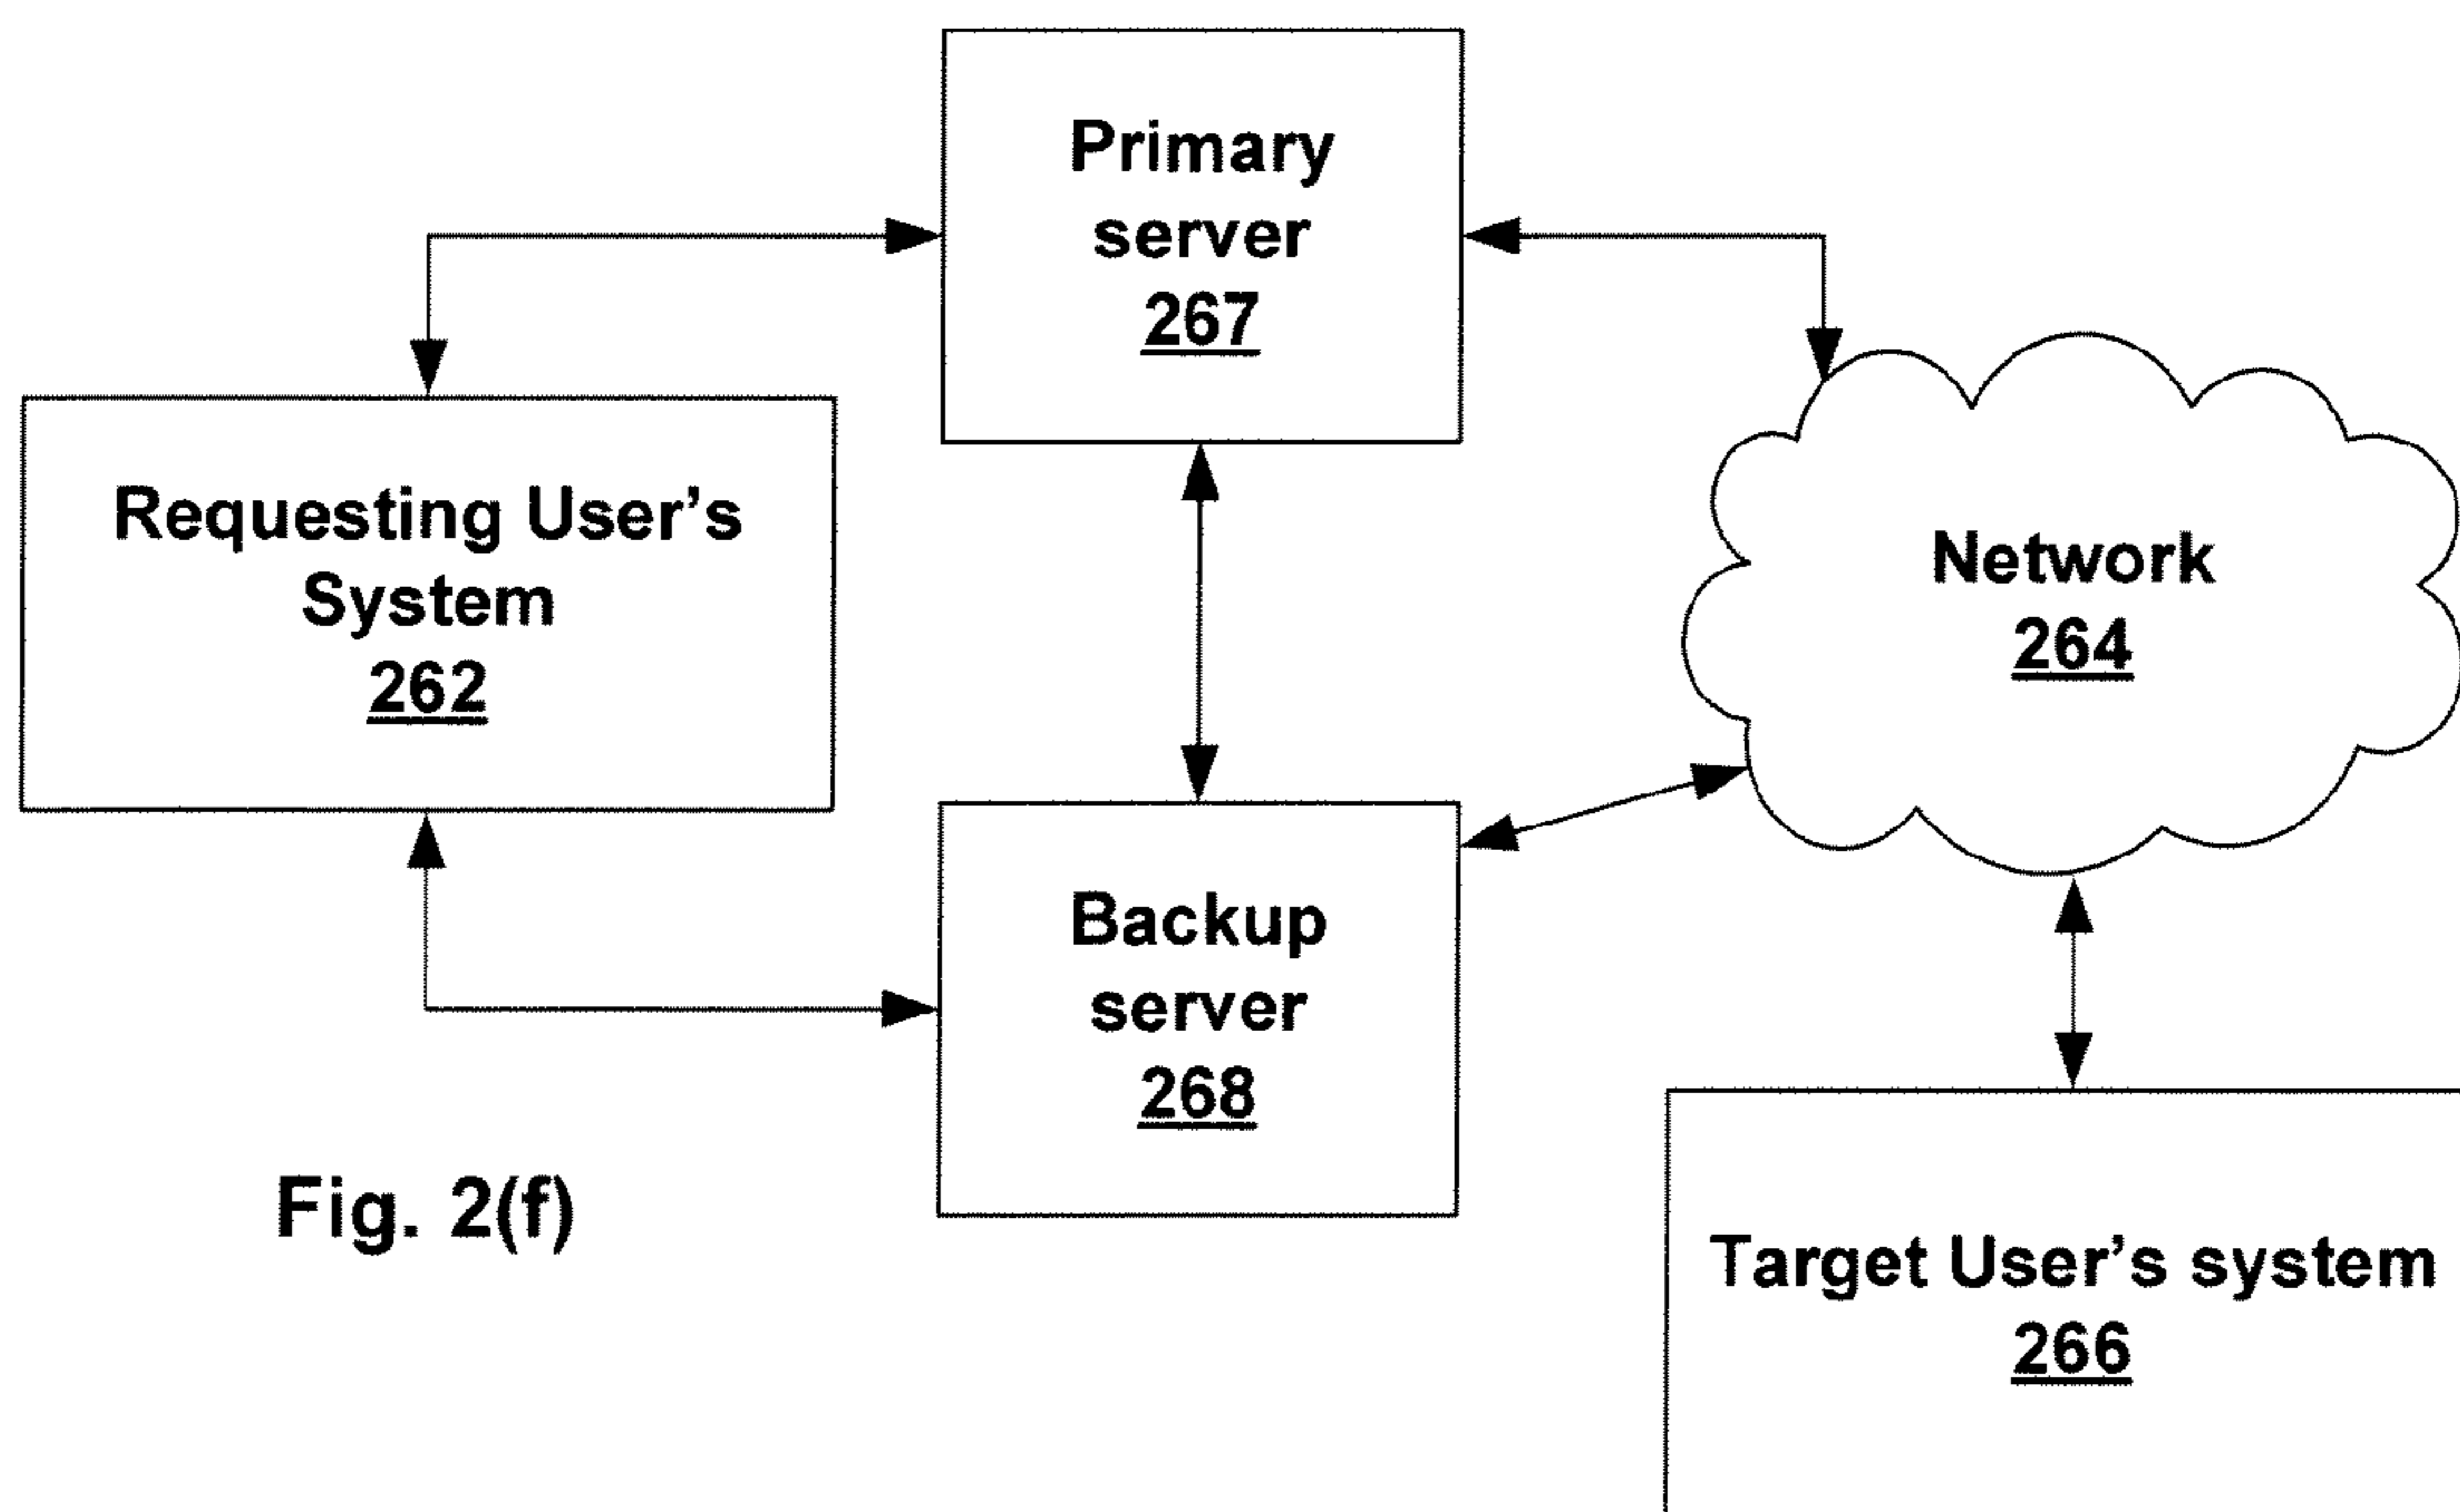 Primary
server
267
Requesting User's
System
262
Network
264
Backup
server
268
Fig. 2(f)
Target User's system
266